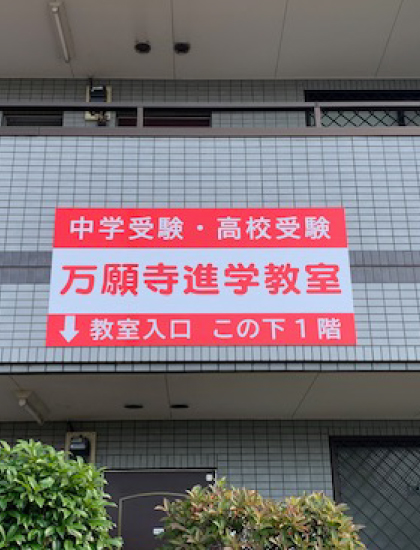 中学受験・高校受験
万願寺進学教室
↓教室入口 この下1階